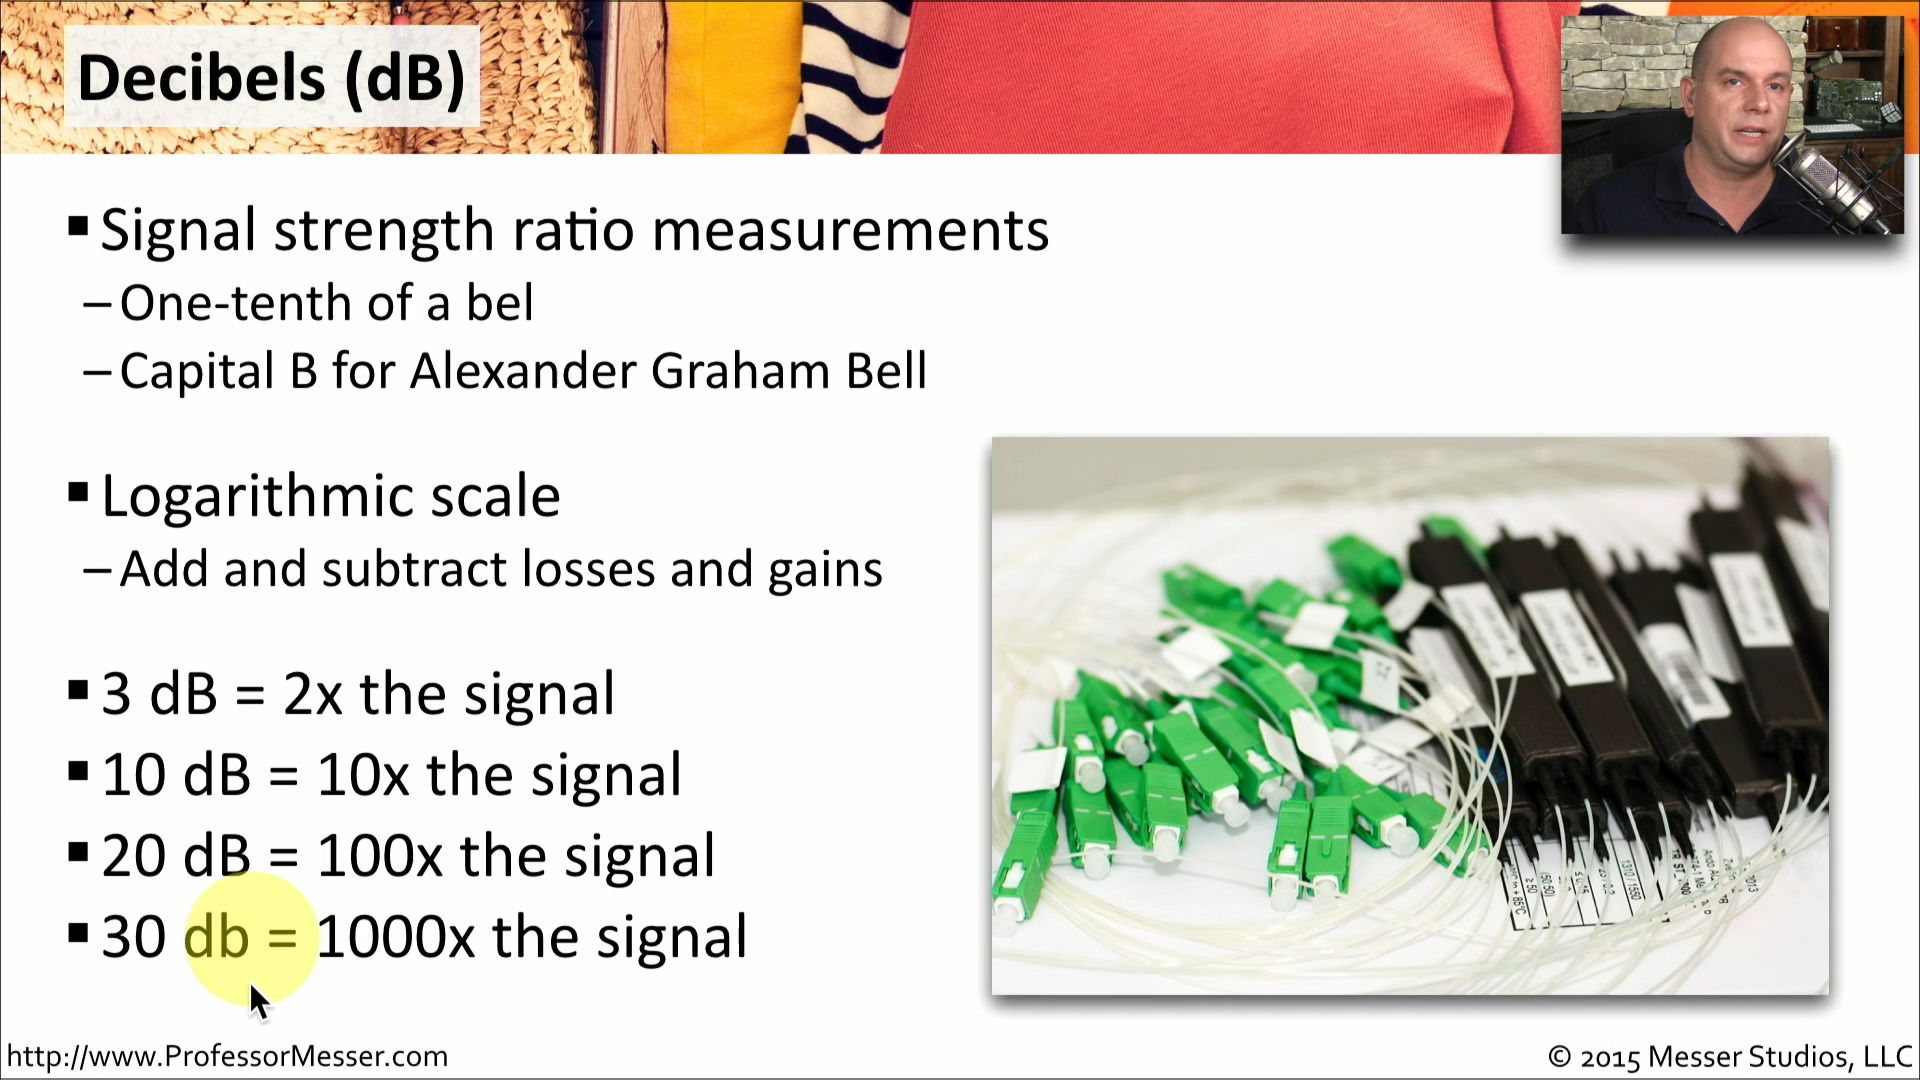 Decibels (dB)
▪ Signal strength ratio measurements
– One-tenth of a bel
– Capital B for Alexander Graham Bell
▪ Logarithmic scale
– Add and subtract losses and gains
▪ 3 dB = 2x the signal
▪ 10 dB = 10x the signal
▪ 20 dB = 100x the signal
▪ 30 db = 1000x the signal
http://www.ProfessorMesser.com
© 2015 Messer Studios, LLC